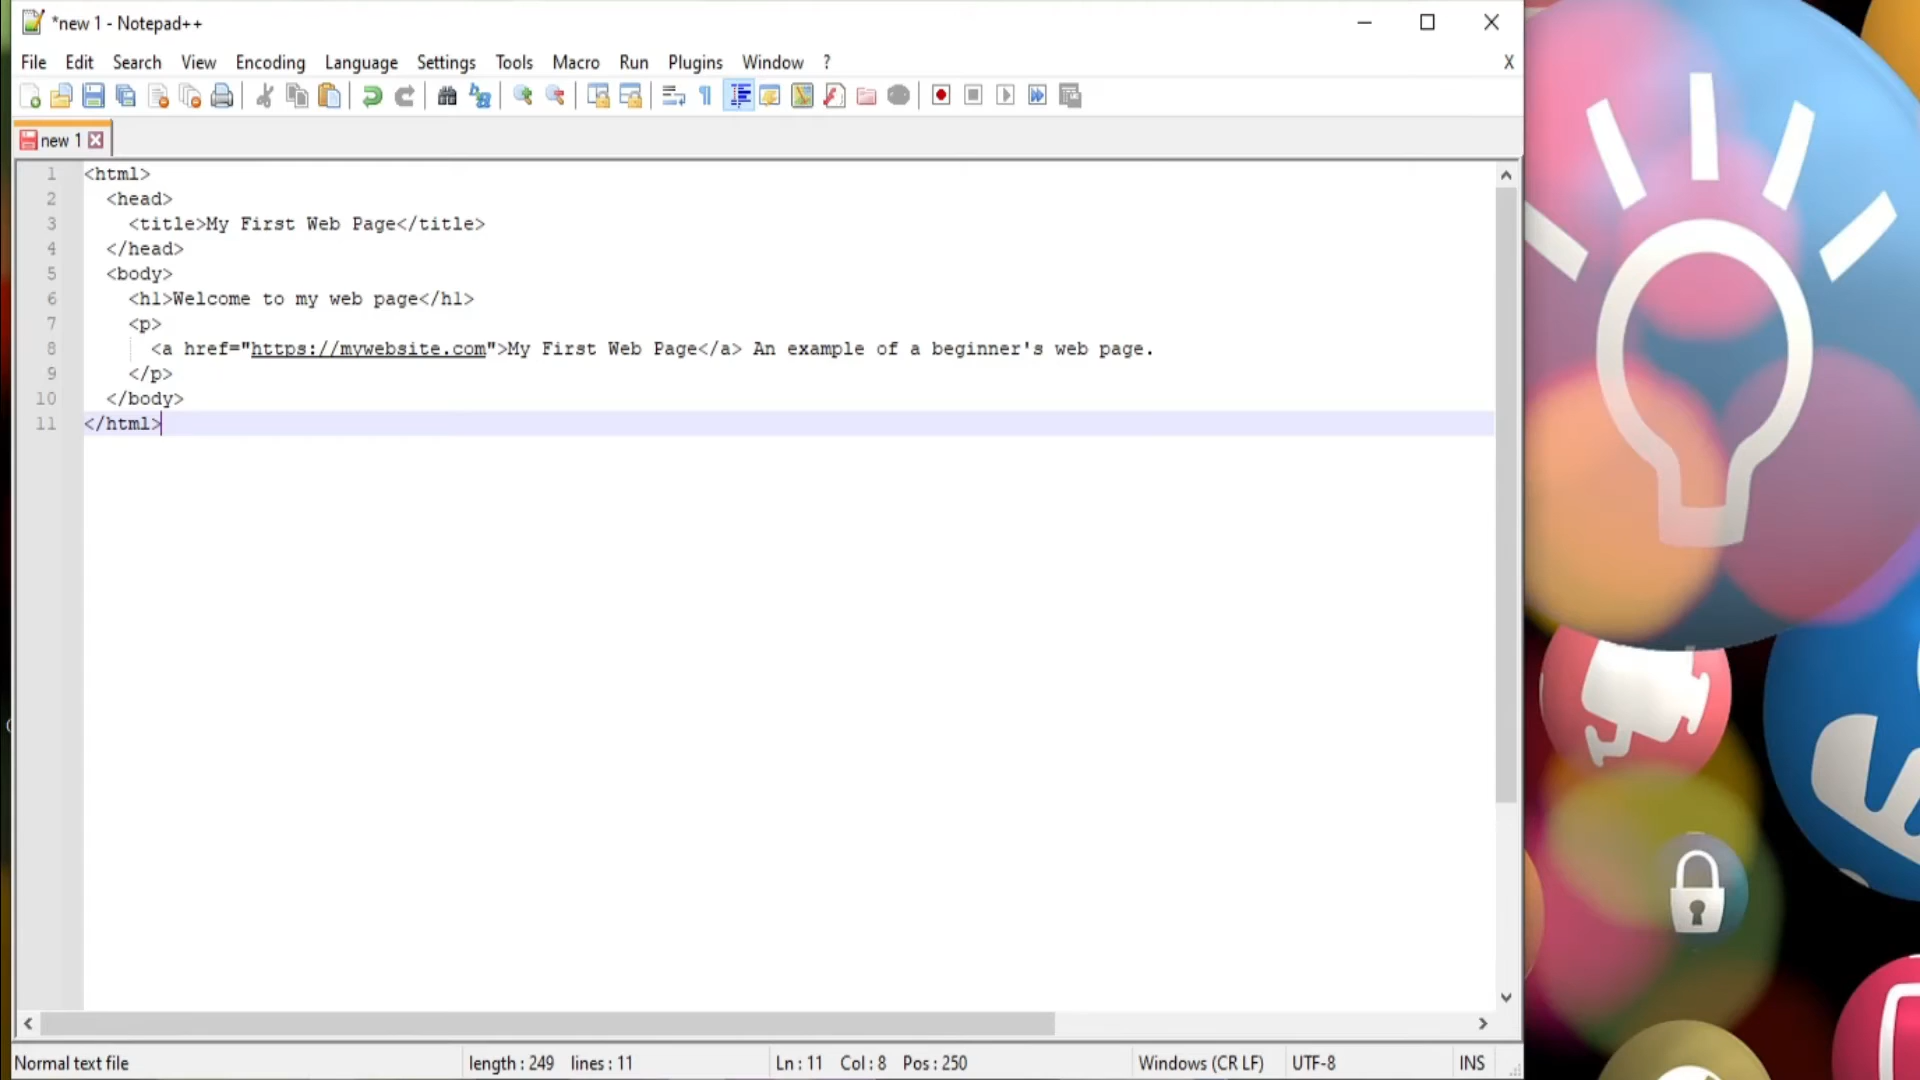 *new 1 - Notepad++
File Edit Search View Encoding Language Settings Tools Macro Run Plugins Window ? X
new 1
1 <html>
2 <head>
3 <title>My First Web Page</title>
4 </head>
5 <body>
6 <h1>Welcome to my web page</h1>
7 <p>
8 <a href="https://mywebsite.com">My First Web Page</a> An example of a beginner's web page.
9 </p>
10 </body>
11 </html>
Normal text file length : 249 lines : 11 Ln : 11 Col : 8 Pos : 250 Windows (CR LF) UTF-8 INS